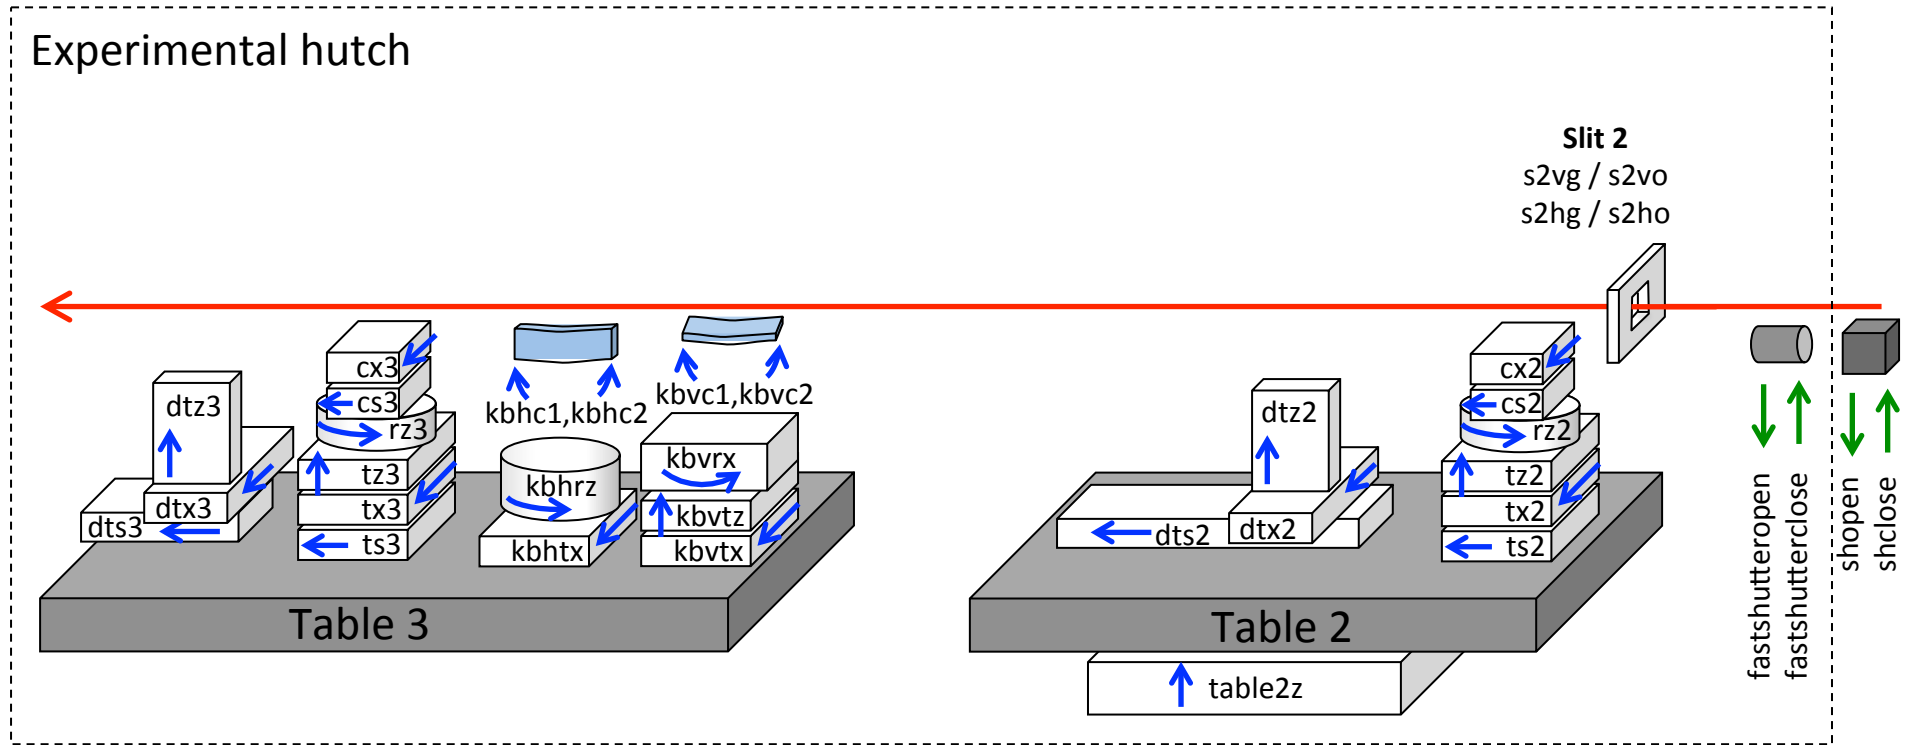 Experimental hutch
Slit 2
s2vg / s2vo
s2hg / s2ho
cx3
cs3
rz3
tz3
tx3
ts3
dtz3
dtx3
dts3
kbhc1,kbhc2
kbhrz
kbhtx
kbvc1,kbvc2
kbvrx
kbvtz
kbvtx
Table 3
dtz2
dtx2
dts2
cx2
cs2
rz2
tz2
tx2
ts2
Table 2
table2z
fastshutteropen
fastshutterclose
shopen
shclose